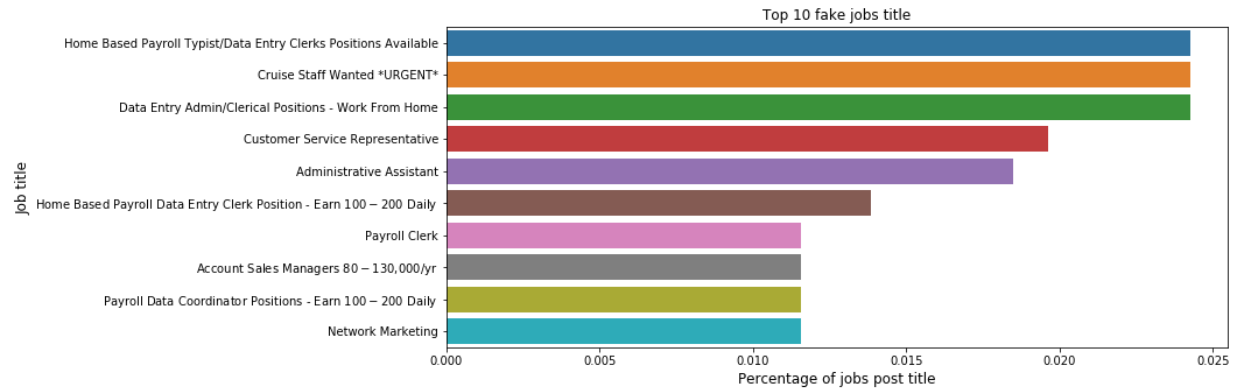 Top 10 fake jobs title
Job title
Home Based Payroll Typist/Data Entry Clerks Positions Available
Cruise Staff Wanted *URGENT*
Data Entry Admin/Clerical Positions - Work From Home
Customer Service Representative
Administrative Assistant
Home Based Payroll Data Entry Clerk Position - Earn 100 − 200 Daily
Payroll Clerk
Account Sales Managers 80 − 130,000/yr
Payroll Data Coordinator Positions - Earn 100 − 200 Daily
Network Marketing
0.000 0.005 0.010 0.015 0.020 0.025
Percentage of jobs post title